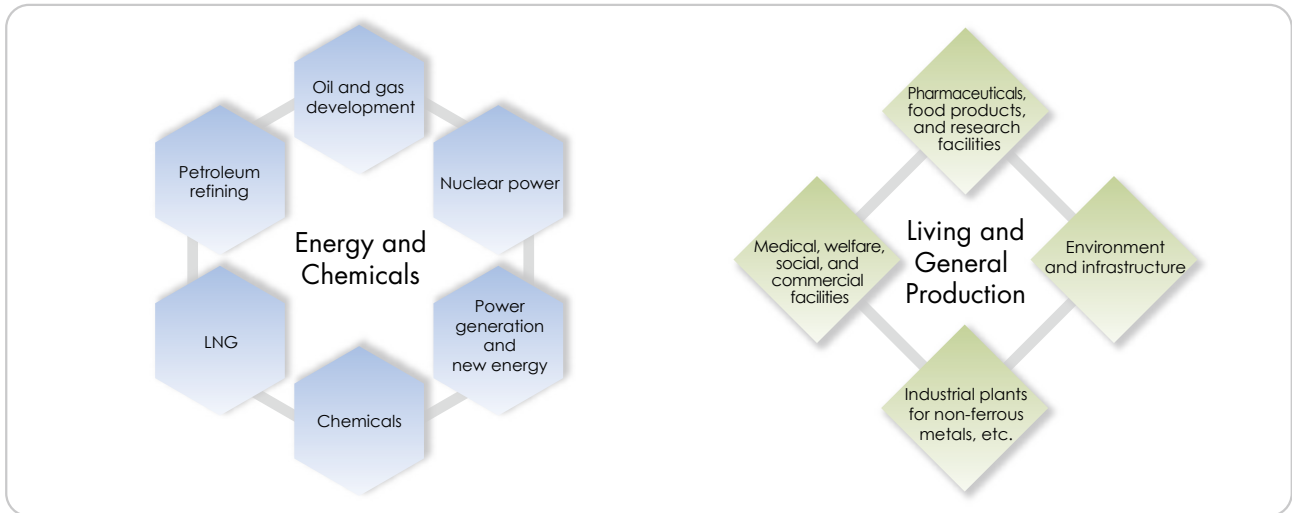 Oil and gas
development
Petroleum
refining
Nuclear power
Energy and
Chemicals
LNG
Power
generation
and
new energy
Chemicals
Pharmaceuticals,
food products,
and research
facilities
Medical, welfare,
social, and
commercial
facilities
Living and
General
Production
Environment
and infrastructure
Industrial plants
for non-ferrous
metals, etc.